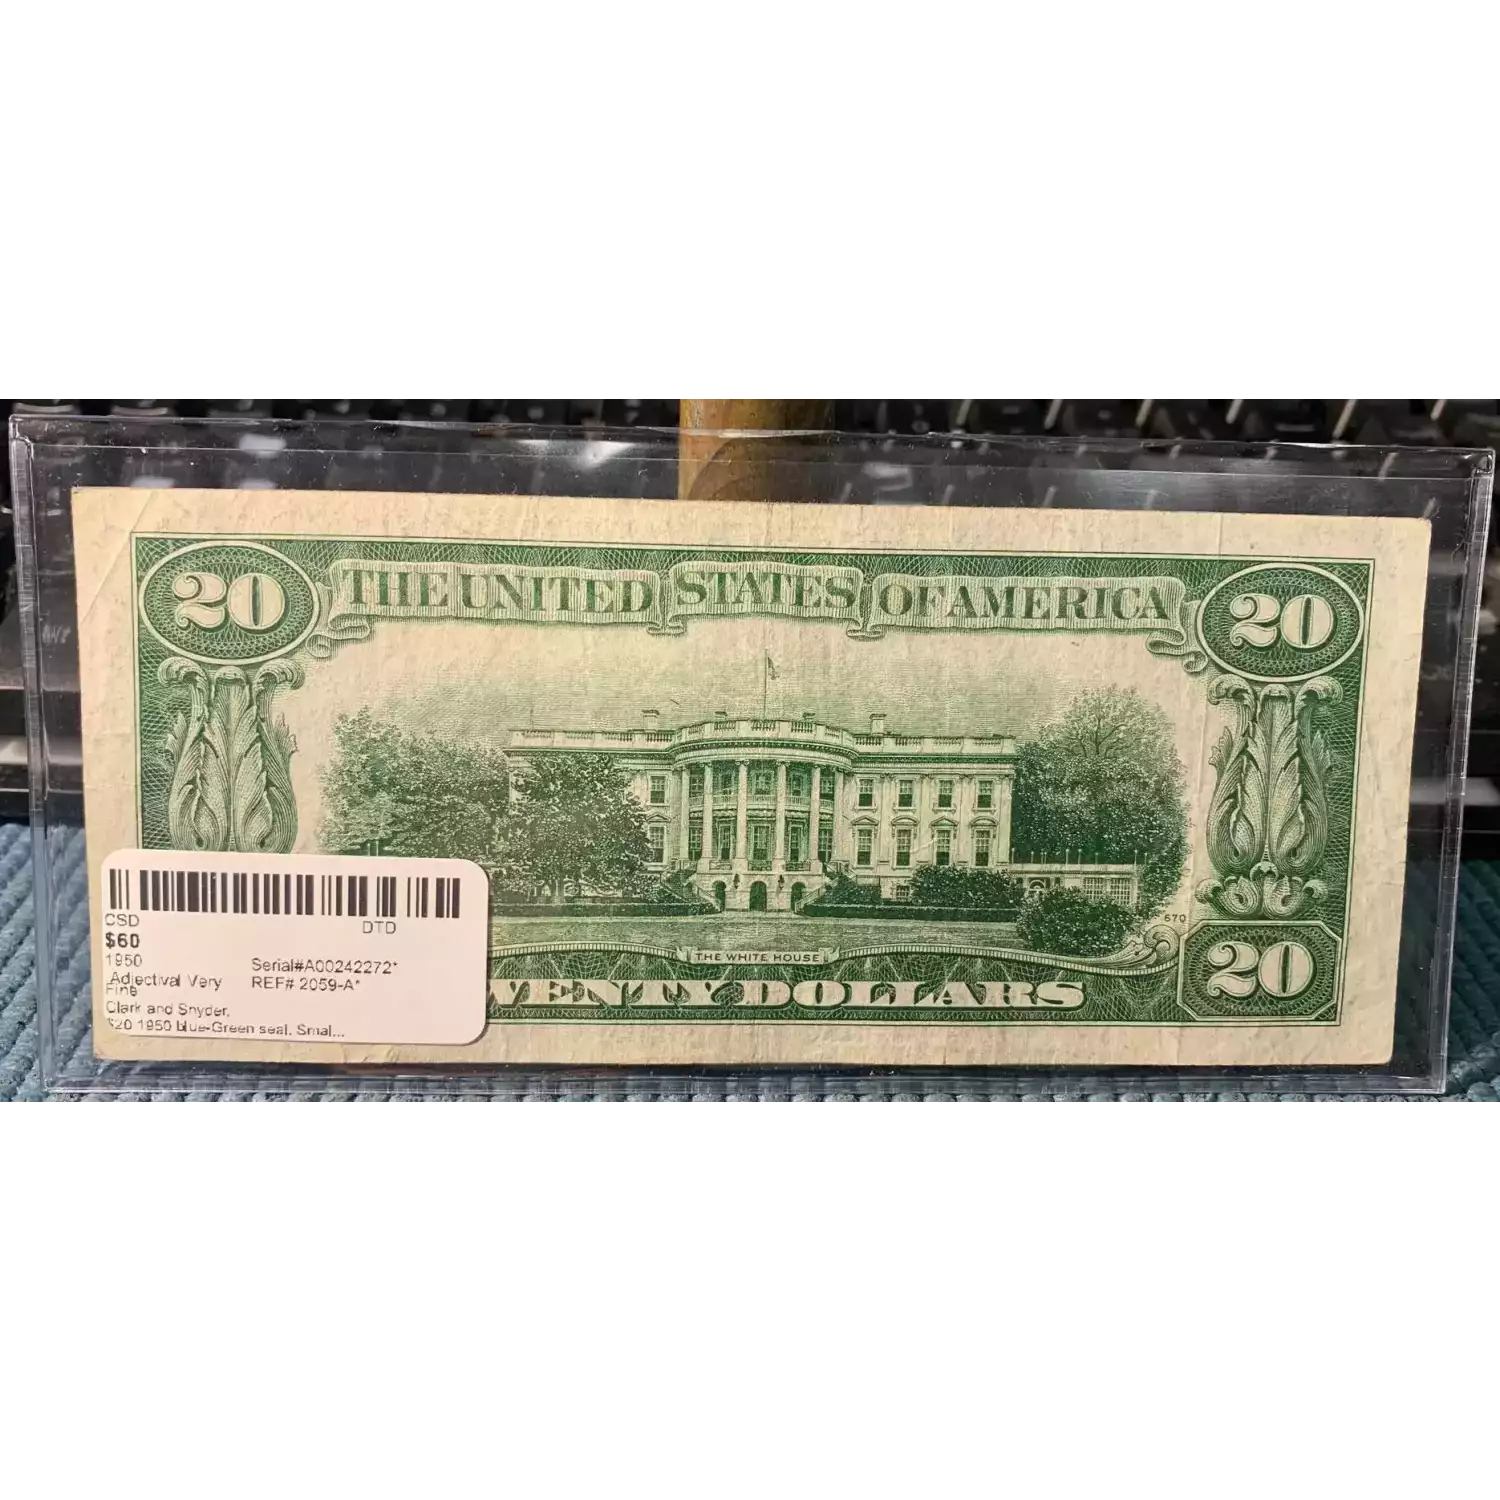 20 THE UNITED STATES OF AMERICA 20
670
CSD DTD
$60
1950 Serial#A00242272*
Adjectival Very REF# 2059-A*
Fine
Clark and Snyder,
$20 1950 blue-Green seal. Smal...
THE WHITE HOUSE
WENTY DOLLARS 20